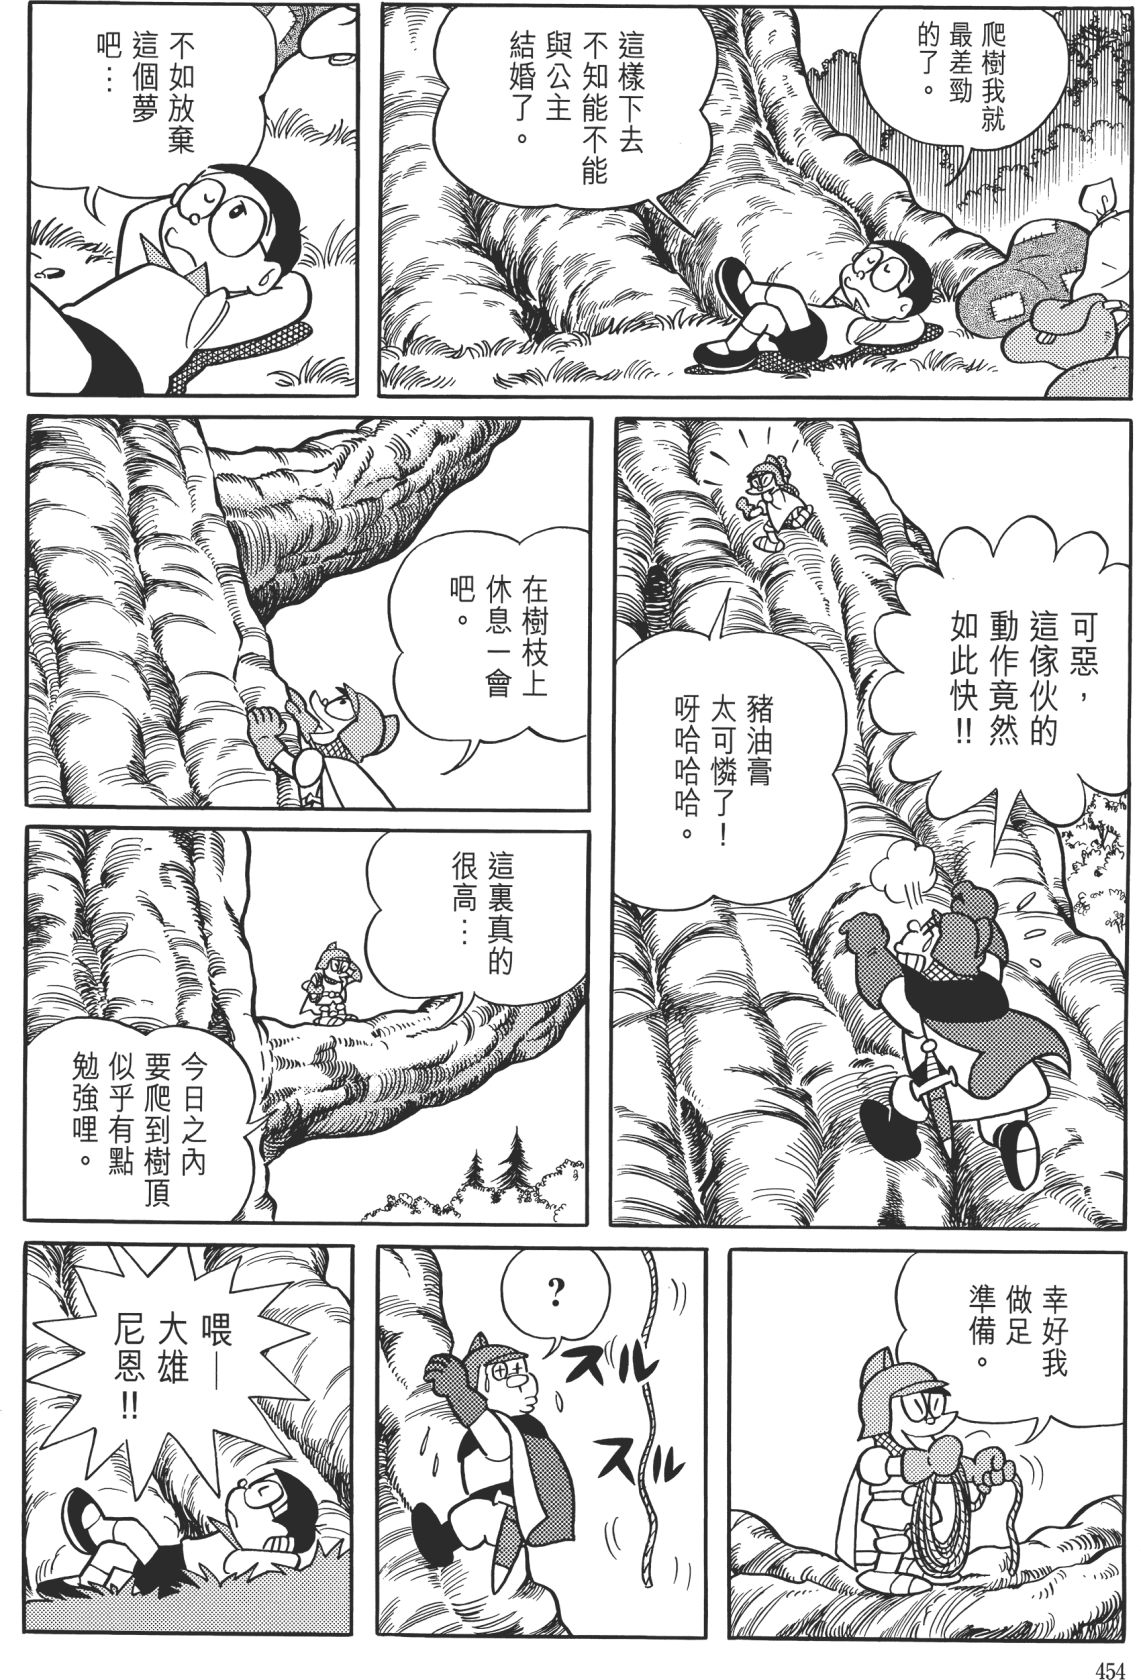 爬樹我就
最差勁
的了。
這樣下去
不知能不能
與公主
結婚了。
不如放棄
這個夢
吧…
可惡，
這傢伙的
動作竟然
如此快!!
豬油膏
太可憐了！
呀哈哈哈。
在樹枝上
休息一會
吧。
這裏真的
很高…
今日之內
要爬到樹頂
似乎有點
勉強哩。
幸好我
做足
準備。
?
スル
スル
喂—
大雄
尼恩!!
454